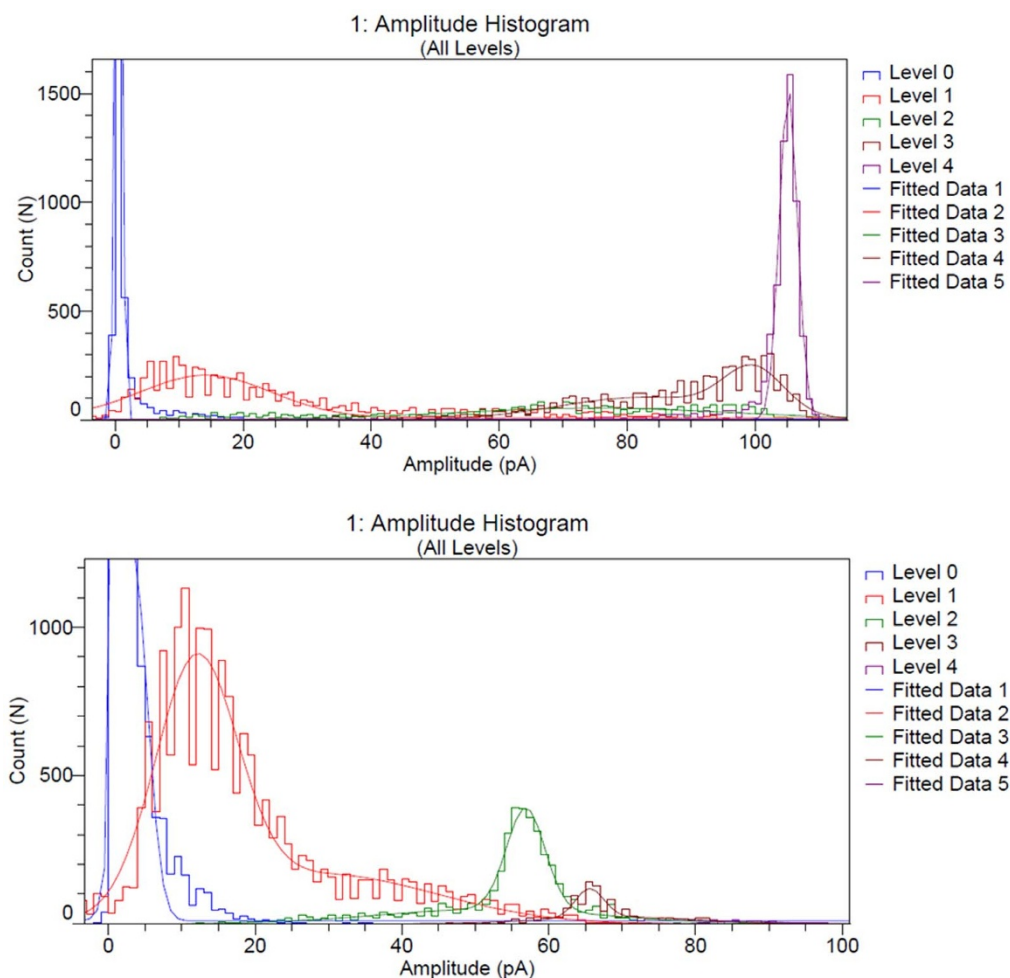 1: Amplitude Histogram
(All Levels)
Count (N)
1500
1000
500
0
0 20 40 60 80 100
Amplitude (pA)
Level 0
Level 1
Level 2
Level 3
Level 4
Fitted Data 1
Fitted Data 2
Fitted Data 3
Fitted Data 4
Fitted Data 5
1: Amplitude Histogram
(All Levels)
Count (N)
1000
500
0
0 20 40 60 80 100
Amplitude (pA)
Level 0
Level 1
Level 2
Level 3
Level 4
Fitted Data 1
Fitted Data 2
Fitted Data 3
Fitted Data 4
Fitted Data 5